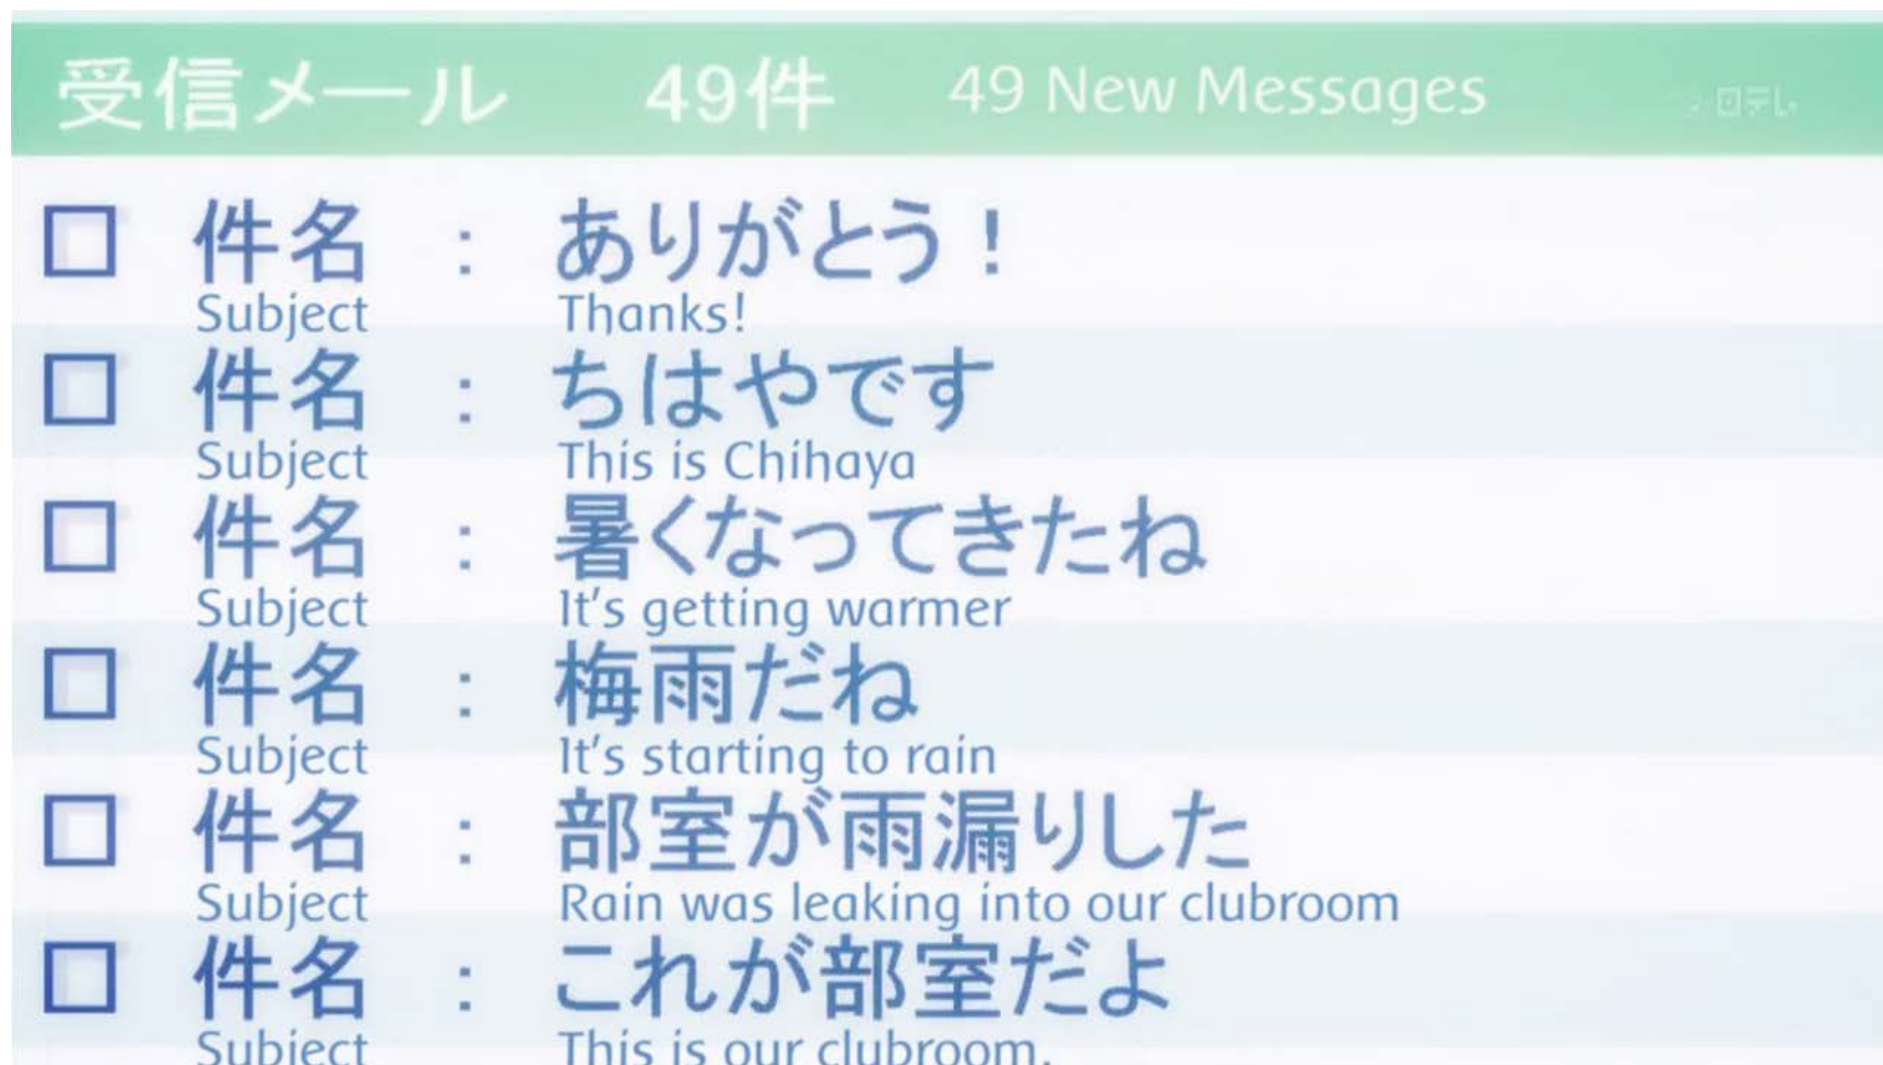 受信メール 49件 49 New Messages 日テレ
件名 : ありがとう！
Subject Thanks!
件名 : ちはやです
Subject This is Chihaya
件名 : 暑くなってきたね
Subject It's getting warmer
件名 : 梅雨だね
Subject It's starting to rain
件名 : 部室が雨漏りした
Subject Rain was leaking into our clubroom
件名 : これが部室だよ
Subject This is our clubroom.